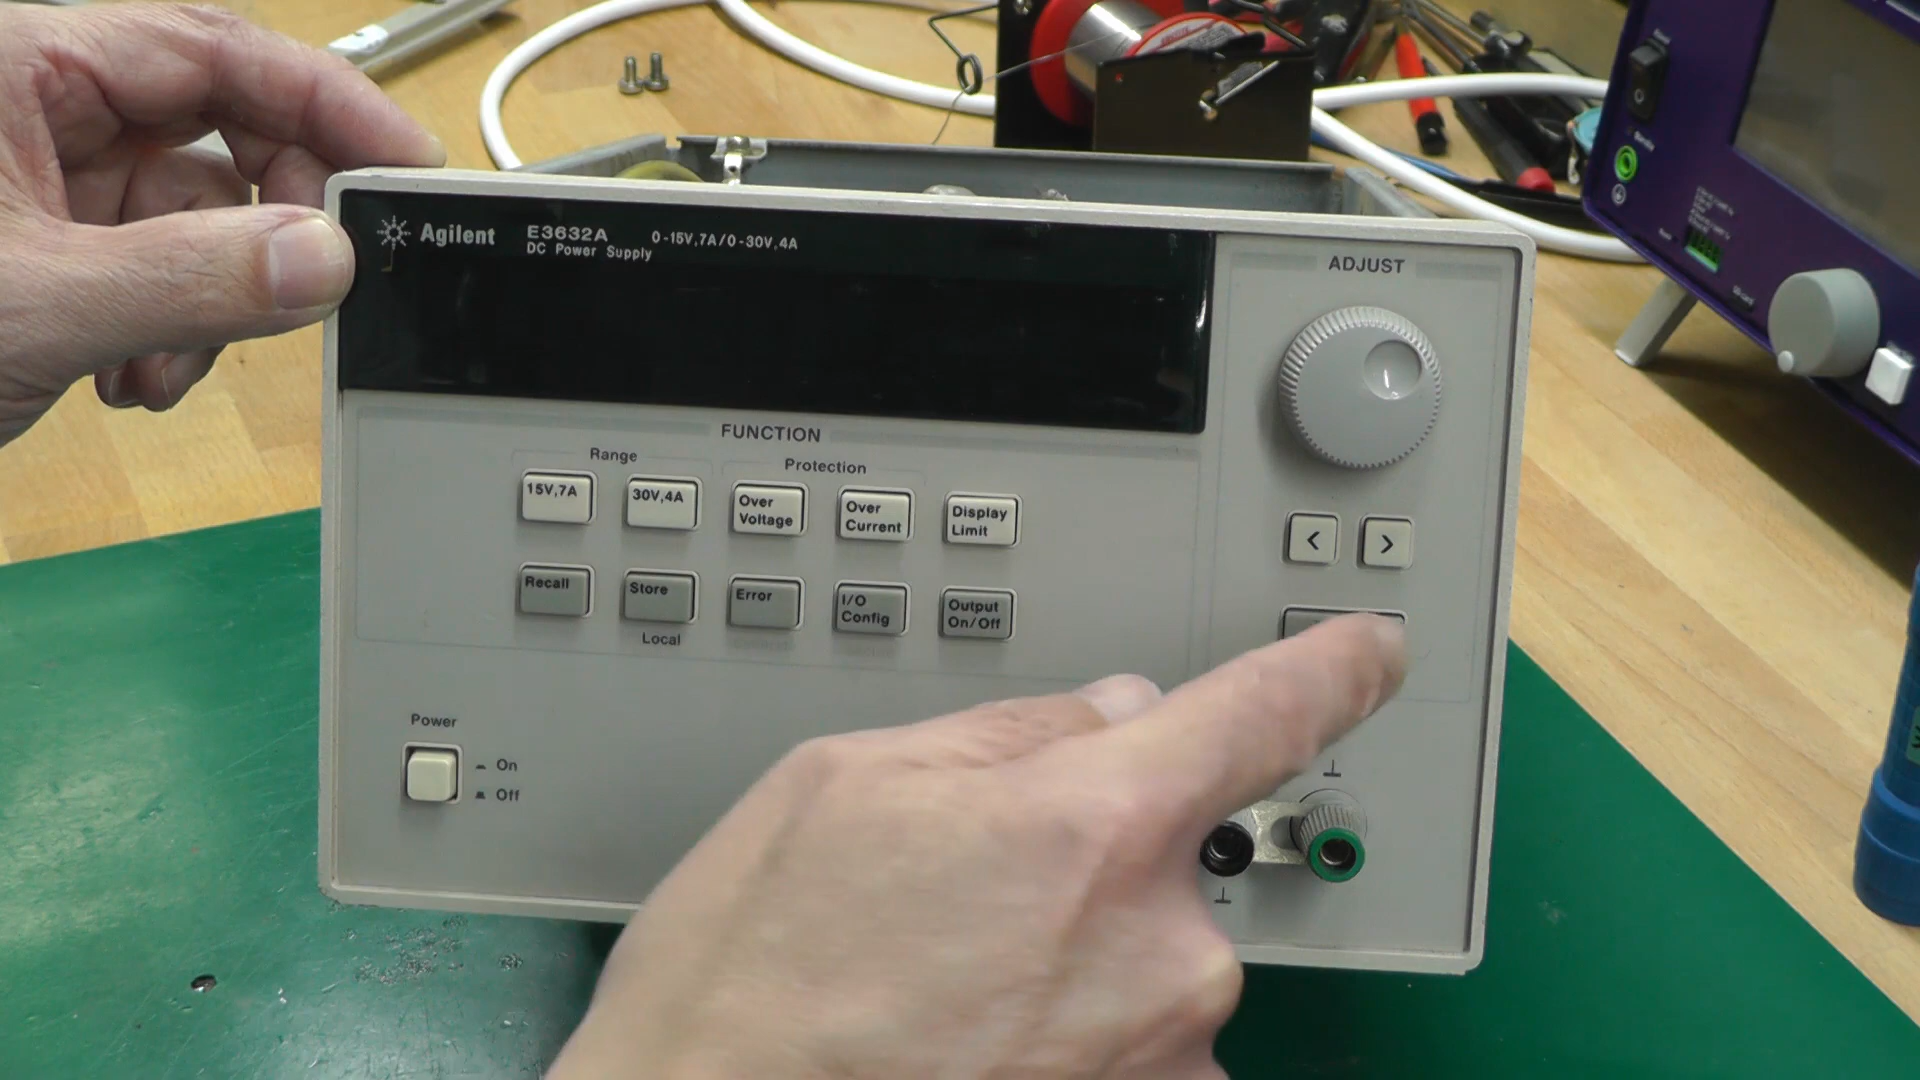 Agilent
E3632A
DC Power Supply
0-15V,7A/0-30V,4A
ADJUST
FUNCTION
Range
Protection
15V,7A
30V,4A
Over
Voltage
Over
Current
Display
Limit
<
>
Recall
Store
Error
I/O
Config
Output
On/Off
Local
Power
On
Off